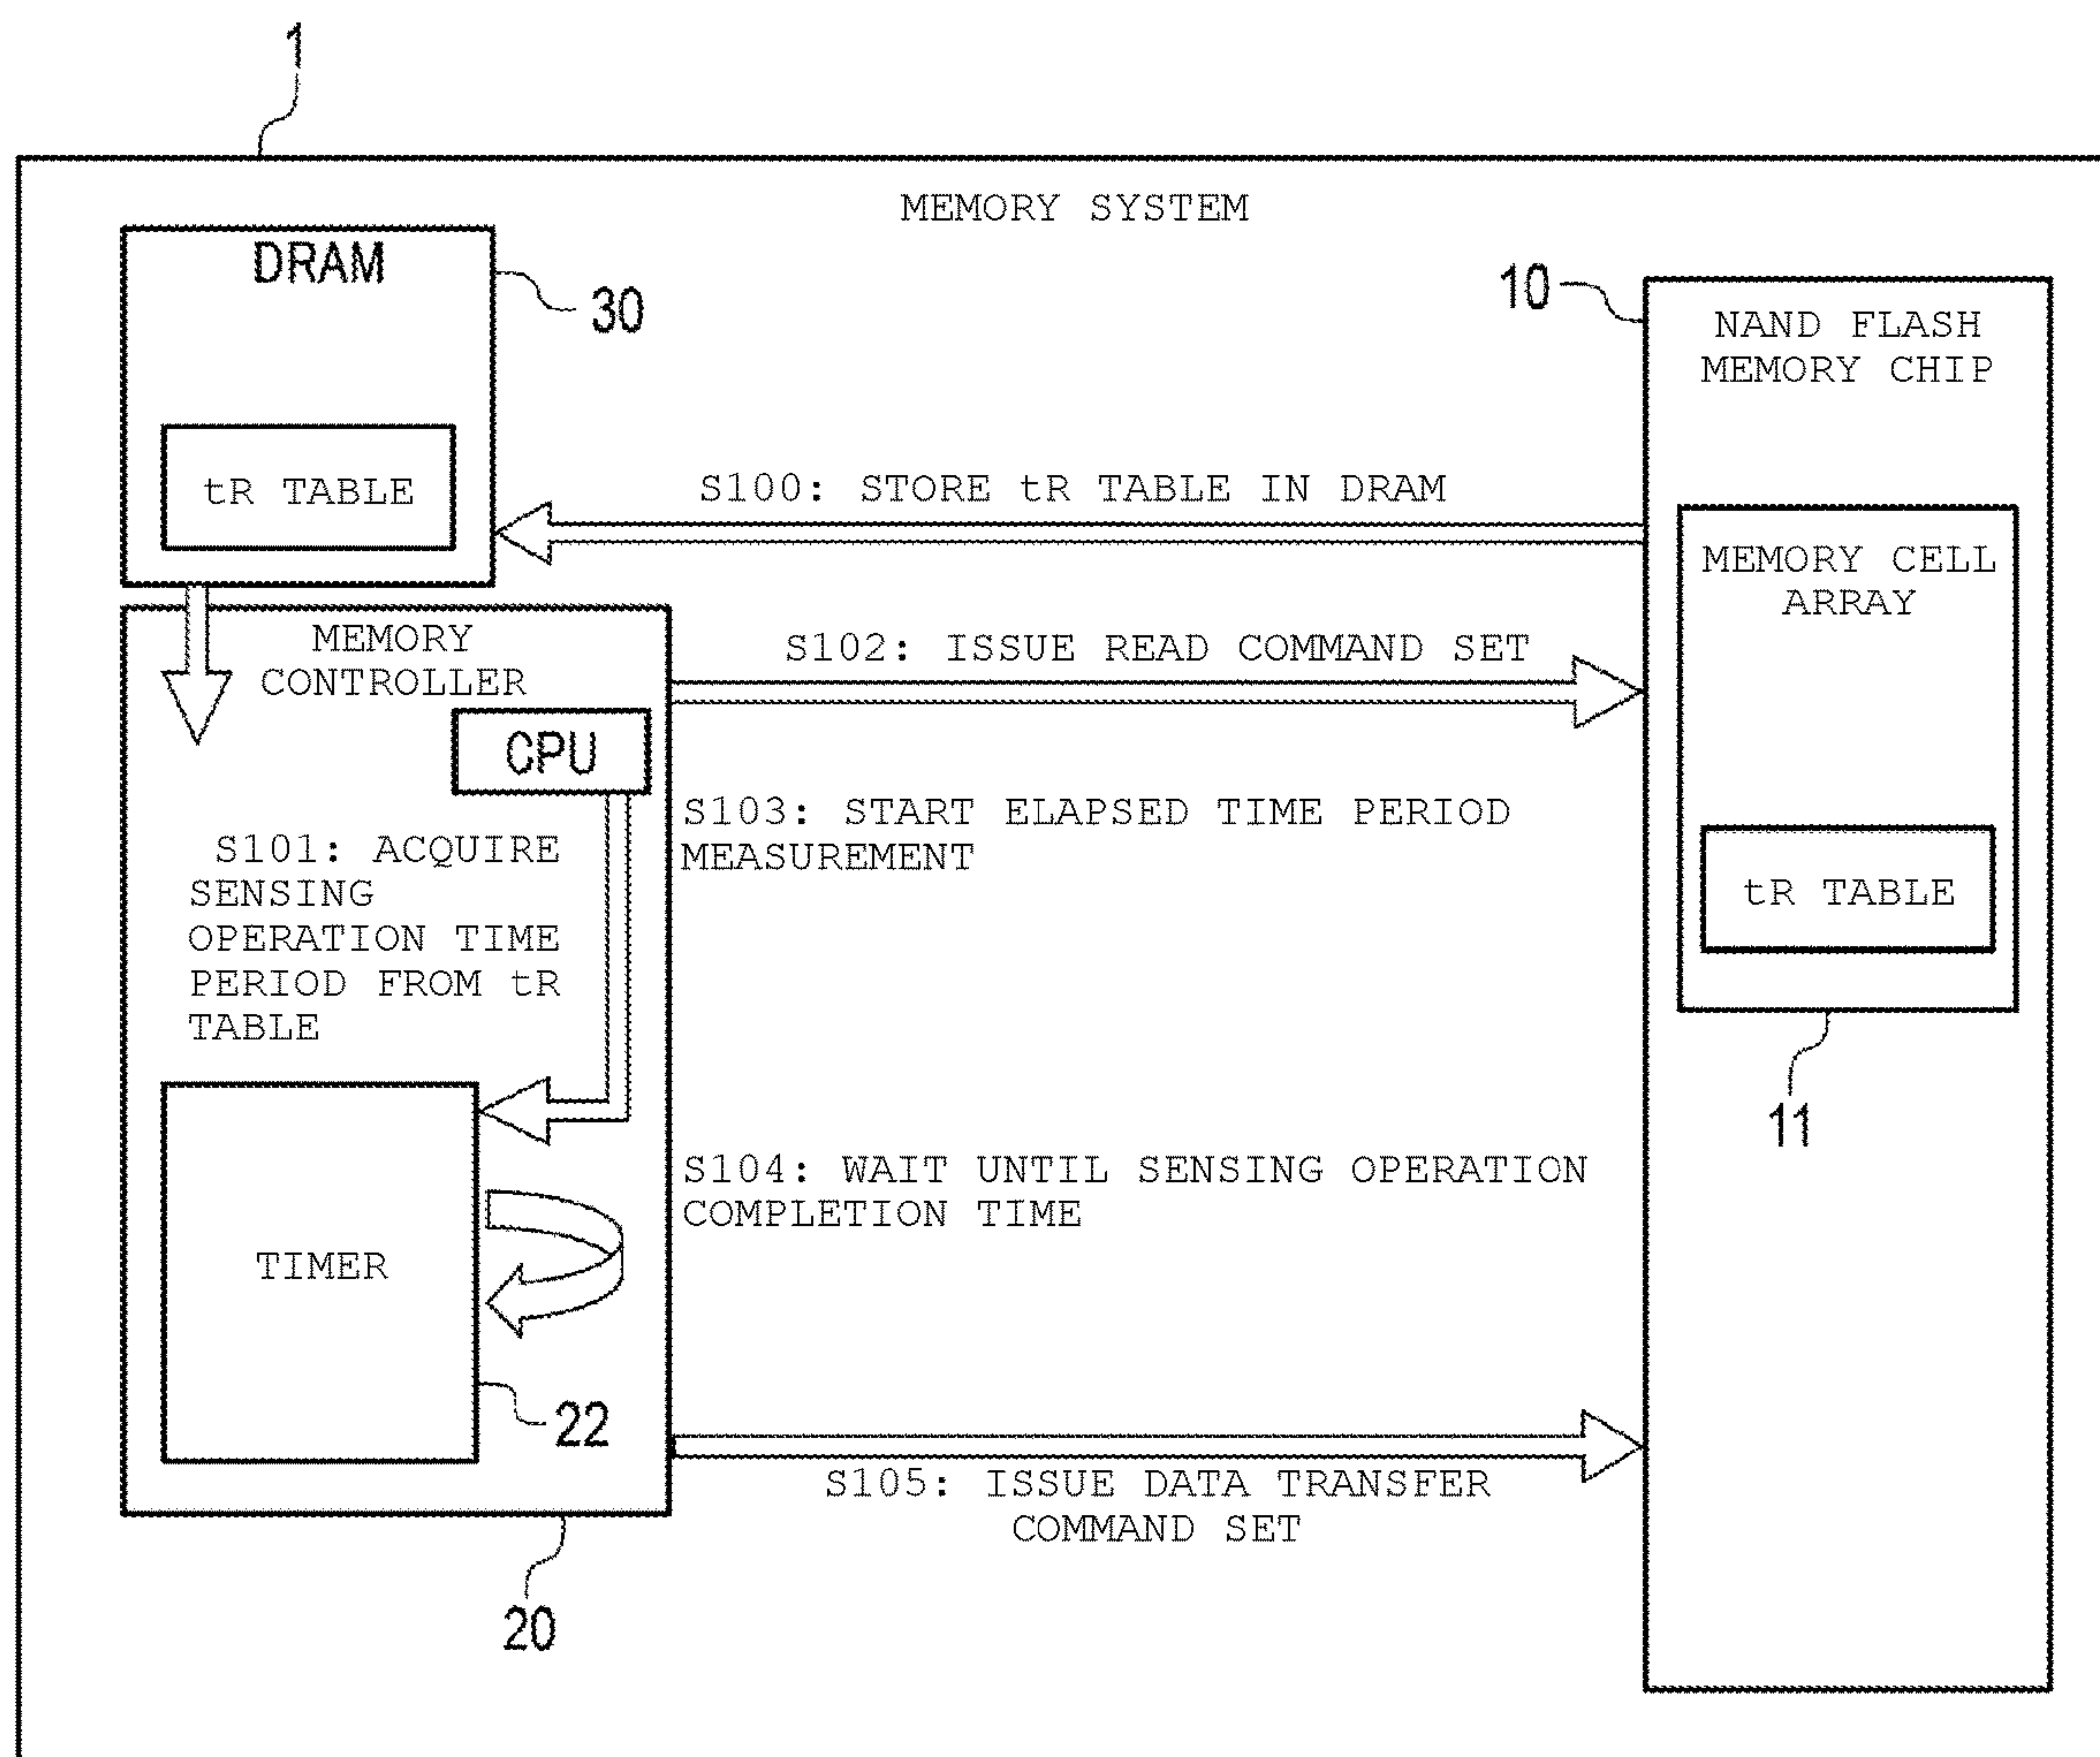 1
MEMORY SYSTEM
DRAM
30
tR TABLE
10
NAND FLASH
MEMORY CHIP
S100: STORE tR TABLE IN DRAM
MEMORY CELL
ARRAY
tR TABLE
11
MEMORY
CONTROLLER
CPU
S102: ISSUE READ COMMAND SET
S101: ACQUIRE
SENSING
OPERATION TIME
PERIOD FROM tR
TABLE
S103: START ELAPSED TIME PERIOD
MEASUREMENT
TIMER
22
S104: WAIT UNTIL SENSING OPERATION
COMPLETION TIME
S105: ISSUE DATA TRANSFER
COMMAND SET
20